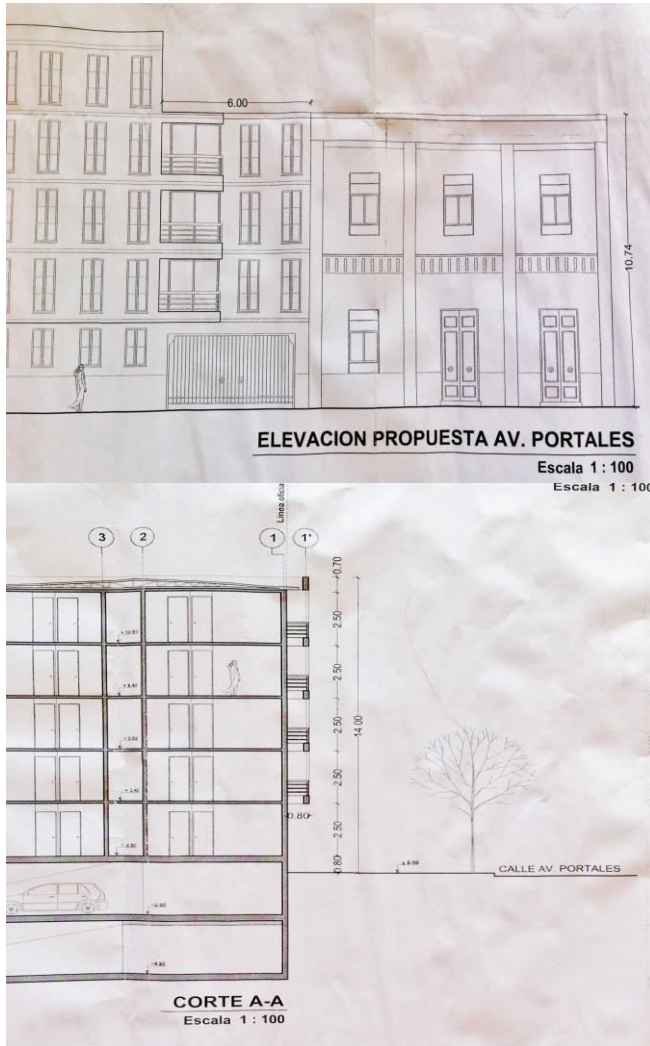 6.00
10.74
ELEVACION PROPUESTA AV. PORTALES
Escala 1 : 100
Escala 1 : 100
Linea oficial
3
2
1
1'
0.70
2.50
2.50
2.50
2.50
2.50
14.00
0.80
0.80
CALLE AV. PORTALES
CORTE A-A
Escala 1 : 100